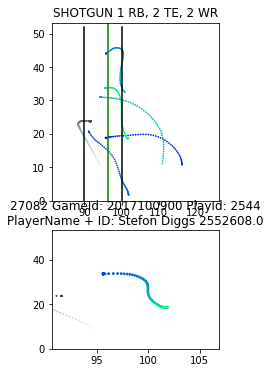 SHOTGUN 1 RB, 2 TE, 2 WR
50
40
30
20
10
0
90 100 110 120
27082 GameId: 2017100900 PlayId: 2544
PlayerName + ID: Stefon Diggs 2552608.0
40
20
0
95 100 105